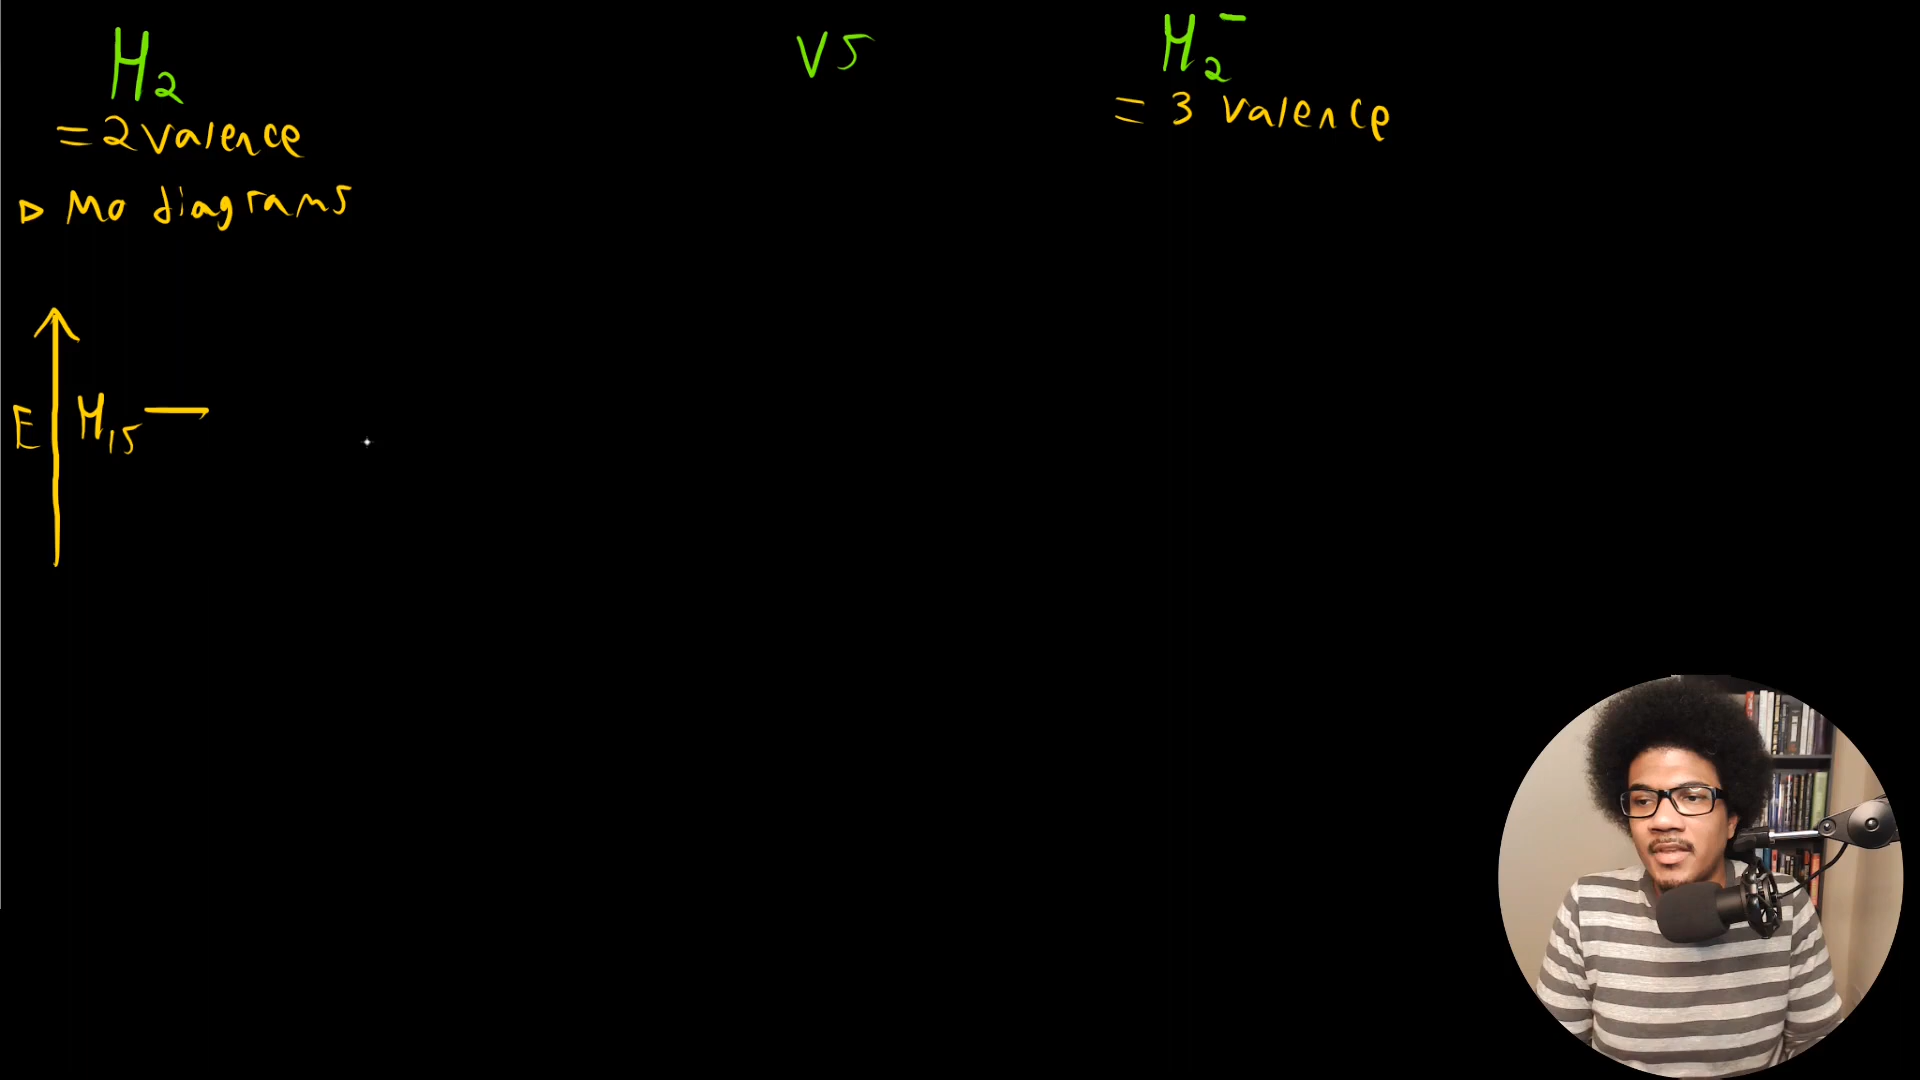 H₂ vs H₂⁻
= 2 valence = 3 valence
▷ MO diagrams
E H₁ₛ